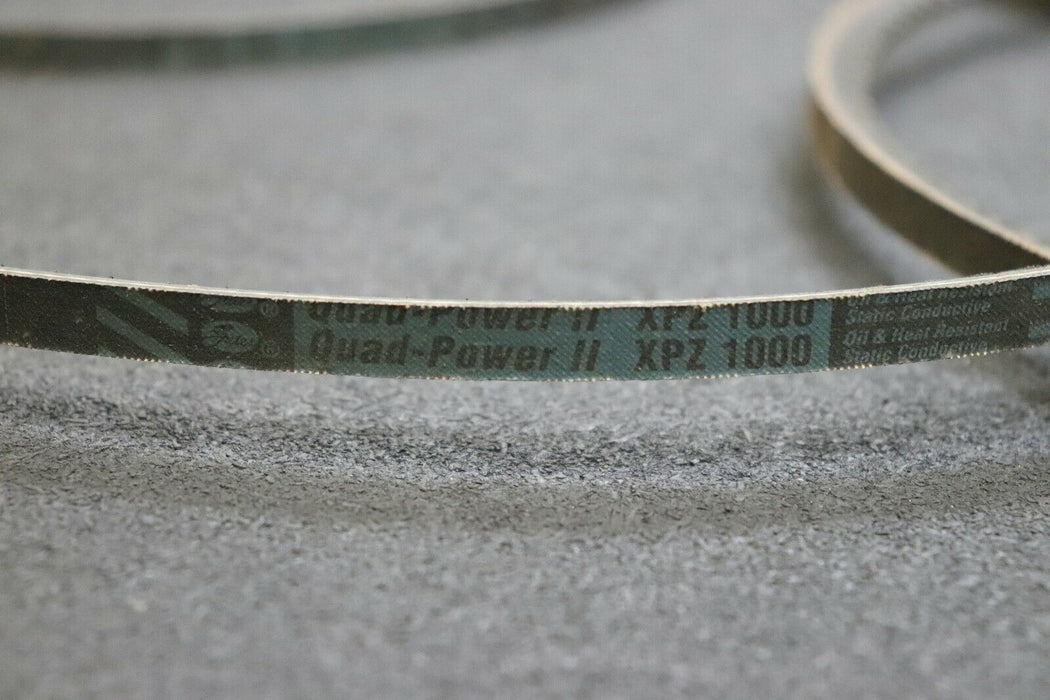 Gates ®
Quad-Power II XPZ 1000
Quad-Power II XPZ 1000
Oil & Heat Resistant
Static Conductive
Oil & Heat Resistant
Static Conductive